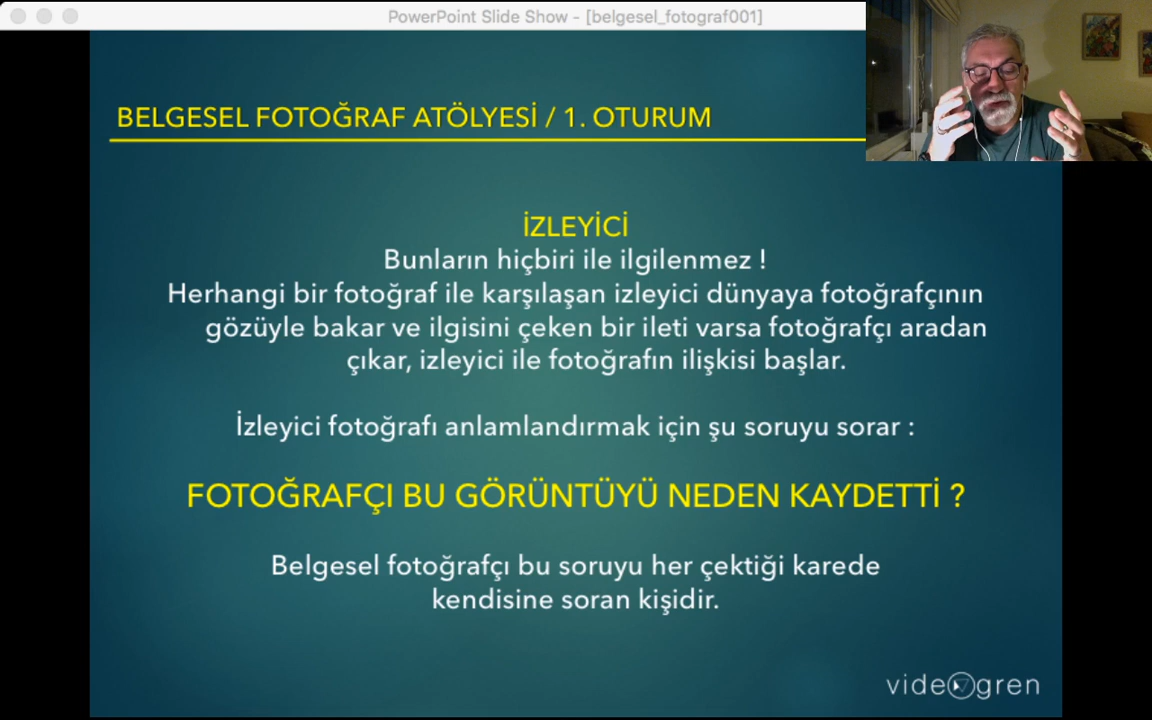 PowerPoint Slide Show - [belgesel_fotograf001]
BELGESEL FOTOĞRAF ATÖLYESİ / 1. OTURUM
İZLEYİCİ
Bunların hiçbiri ile ilgilenmez !
Herhangi bir fotoğraf ile karşılaşan izleyici dünyaya fotoğrafçının
gözüyle bakar ve ilgisini çeken bir ileti varsa fotoğrafçı aradan
çıkar, izleyici ile fotoğrafın ilişkisi başlar.
İzleyici fotoğrafı anlamlandırmak için şu soruyu sorar :
FOTOĞRAFÇI BU GÖRÜNTÜYÜ NEDEN KAYDETTİ ?
Belgesel fotoğrafçı bu soruyu her çektiği karede
kendisine soran kişidir.
videogren